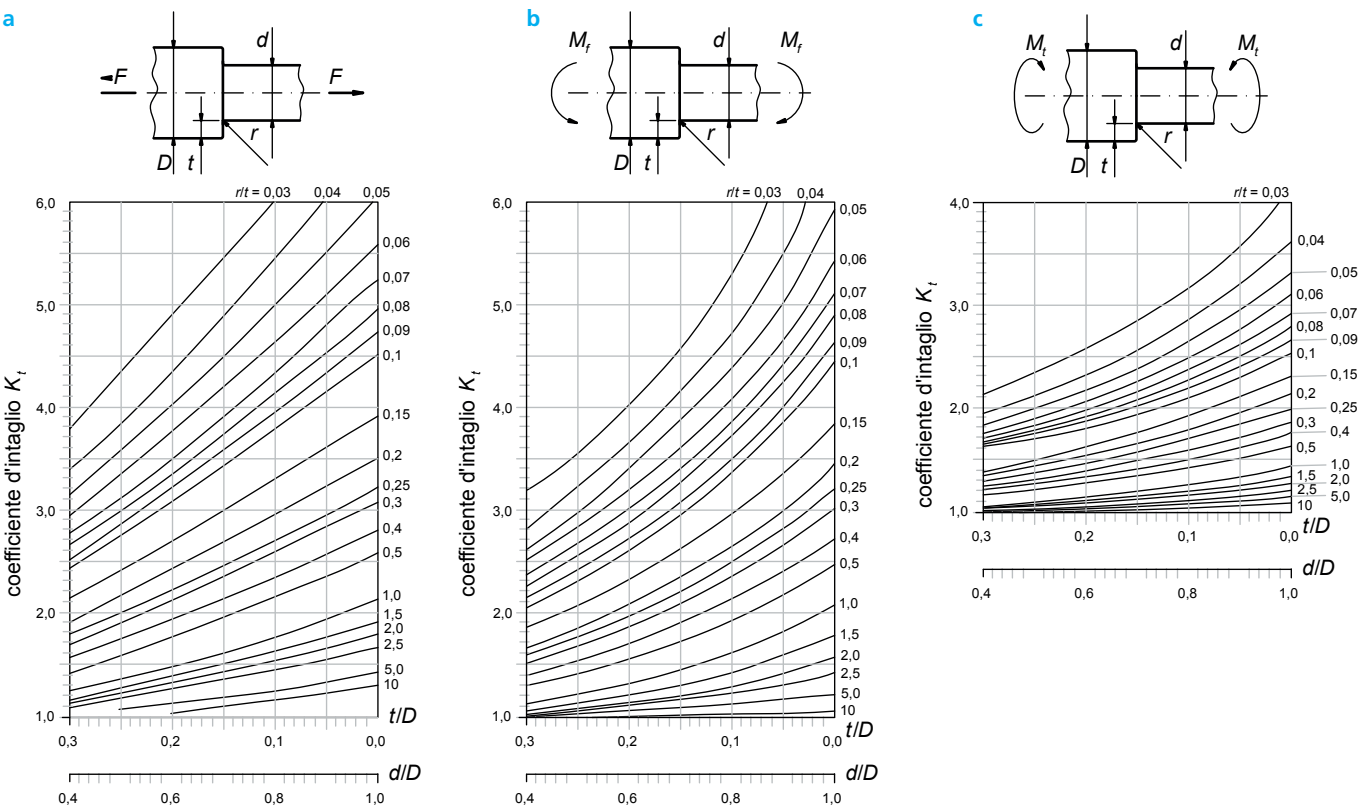 a
F
F
d
D
t
r
coefficiente d'intaglio Kt
r/t = 0,03 0,04 0,05
6,0
5,0
4,0
3,0
2,0
1,0
0,06
0,07
0,08
0,09
0,1
0,15
0,2
0,25
0,3
0,4
0,5
1,0
1,5
2,0
2,5
5,0
10
t/D
0,3 0,2 0,1 0,0
d/D
0,4 0,6 0,8 1,0
b
Mf
d
Mf
D
t
r
coefficiente d'intaglio Kt
r/t = 0,03 0,04
6,0
5,0
4,0
3,0
2,0
1,0
0,05
0,06
0,07
0,08
0,09
0,1
0,15
0,2
0,25
0,3
0,4
0,5
1,0
1,5
2,0
2,5
5,0
10
t/D
0,3 0,2 0,1 0,0
d/D
0,4 0,6 0,8 1,0
c
Mt
d
Mt
D
t
r
coefficiente d'intaglio Kt
r/t = 0,03
4,0
3,0
2,0
1,0
0,04
0,05
0,06
0,07
0,08
0,09
0,1
0,15
0,2
0,25
0,3
0,4
0,5
1,0
1,5
2,0
2,5
5,0
10
t/D
0,3 0,2 0,1 0,0
d/D
0,4 0,6 0,8 1,0